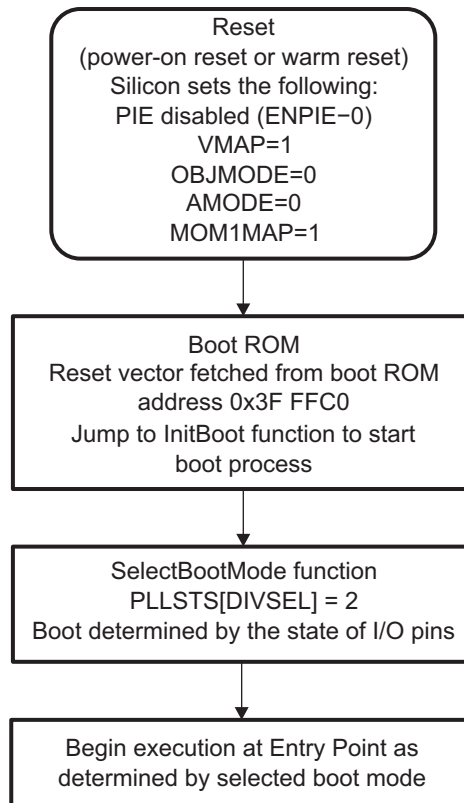 Reset
(power-on reset or warm reset)
Silicon sets the following:
PIE disabled (ENPIE−0)
VMAP=1
OBJMODE=0
AMODE=0
MOM1MAP=1
Boot ROM
Reset vector fetched from boot ROM
address 0x3F FFC0
Jump to InitBoot function to start
boot process
SelectBootMode function
PLLSTS[DIVSEL] = 2
Boot determined by the state of I/O pins
Begin execution at Entry Point as
determined by selected boot mode